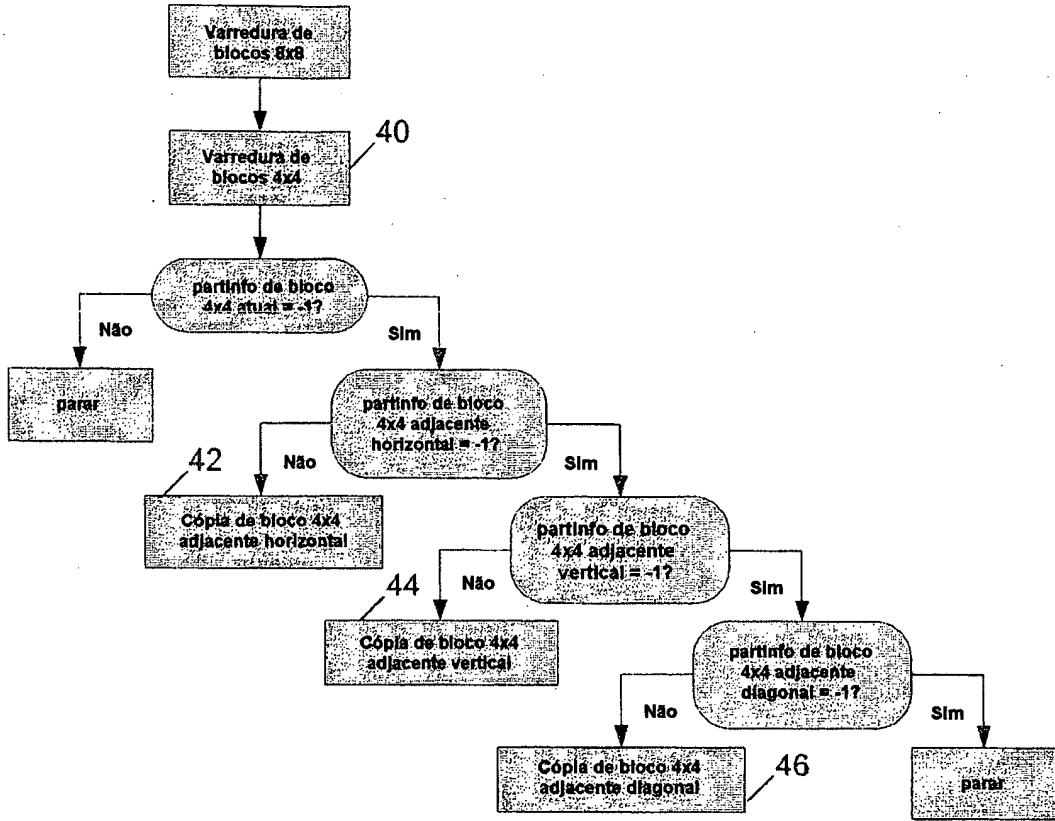 Varredura de
blocos 8x8
40
Varredura de
blocos 4x4
partinfo de bloco
4x4 atual = -1?
Não
Sim
parar
partinfo de bloco
4x4 adjacente
horizontal = -1?
42
Não
Sim
Cópia de bloco 4x4
adjacente horizontal
partinfo de bloco
4x4 adjacente
vertical = -1?
44
Não
Sim
Cópia de bloco 4x4
adjacente vertical
partinfo de bloco
4x4 adjacente
diagonal = -1?
Não
Sim
Cópia de bloco 4x4
adjacente diagonal
46
parar